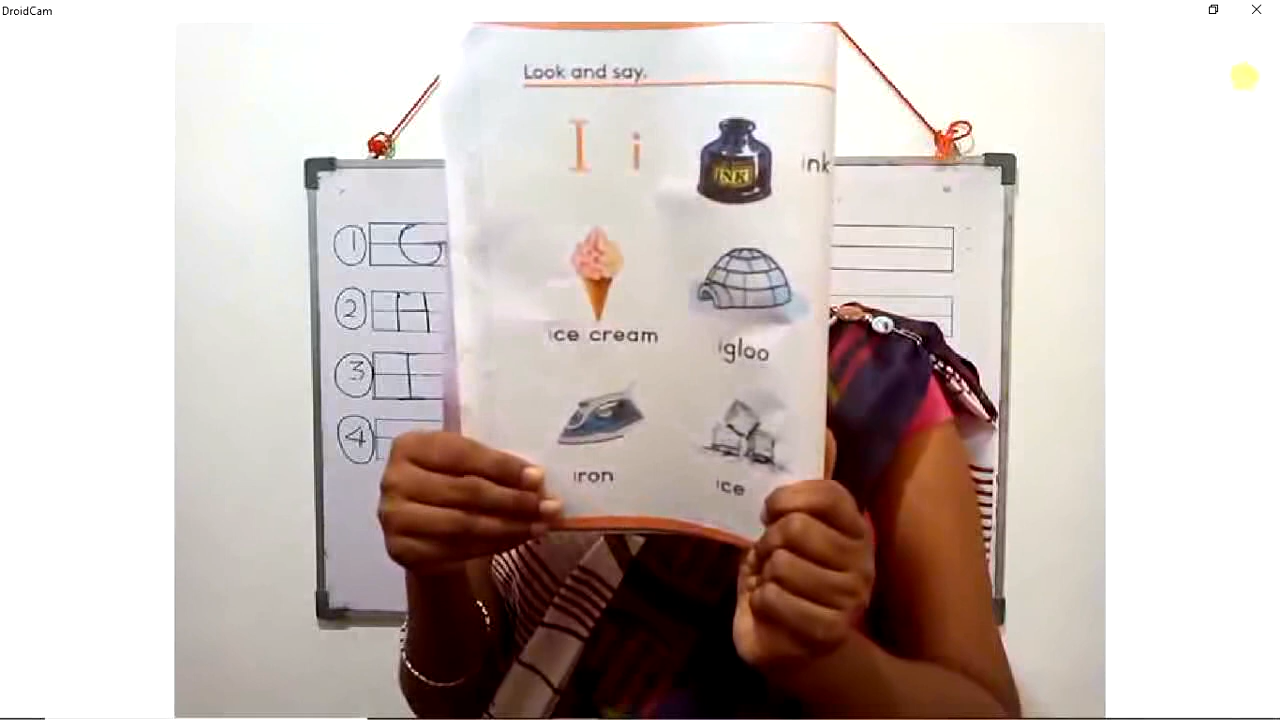 DroidCam
Look and say.
I i
INK
ink
ice cream
igloo
iron
ice
1 G
2 H
3 I
4